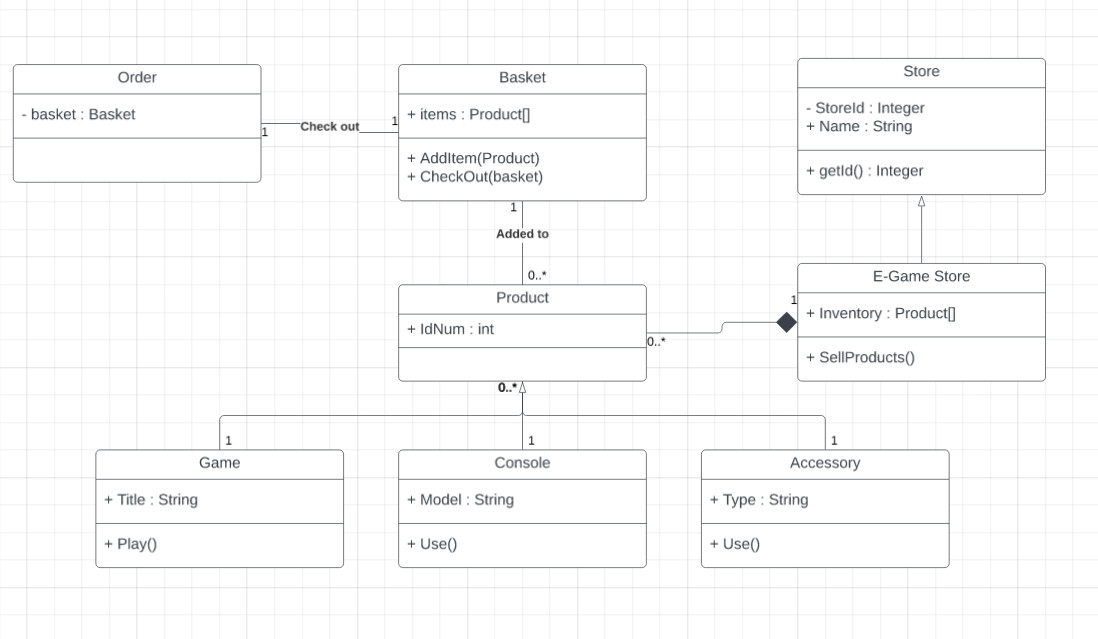 Order
- basket : Basket
1
Check out
1
Basket
+ items : Product[]
+ AddItem(Product)
+ CheckOut(basket)
Store
- StoreId : Integer
+ Name : String
+ getId() : Integer
1
Added to
0..*
Product
+ IdNum : int
0..*
1
E-Game Store
+ Inventory : Product[]
+ SellProducts()
0..*
1
1
1
Game
+ Title : String
+ Play()
Console
+ Model : String
+ Use()
Accessory
+ Type : String
+ Use()